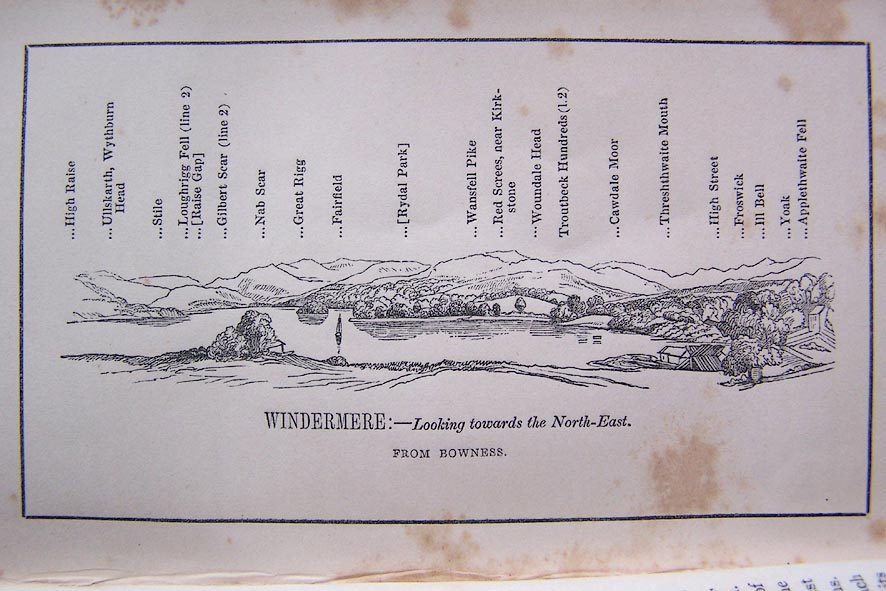 ...High Raise
...Ullskarth, Wythburn
Head
...Stile
...Loughrigg Fell (line 2)
...[Raise Gap]
...Gilbert Scar (line 2)
...Nab Scar
...Great Rigg
...Fairfield
...[Rydal Park]
...Wansfell Pike
...Red Screes, near Kirk-
stone
...Woundale Head
Troutbeck Hundreds (l. 2)
...Cawdale Moor
...Threshthwaite Mouth
...High Street
...Froswick
...Ill Bell
...Yoak
...Applethwaite Fell
WINDERMERE:—Looking towards the North-East.
FROM BOWNESS.